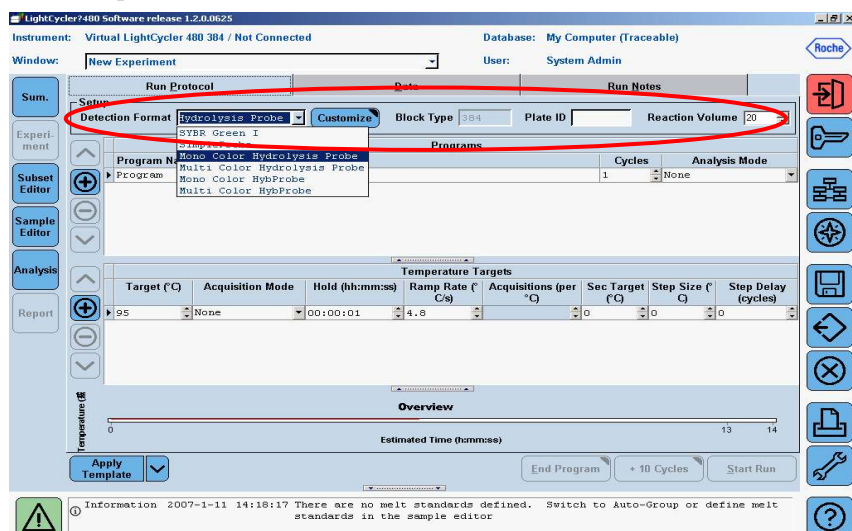 LightCycler?480 Software release 1.2.0.0625
Instrument: Virtual LightCycler 480 384 / Not Connected Database: My Computer (Traceable)
Window: New Experiment User: System Admin
Roche
Run Protocol Data Run Notes
Sum.
Experi-
ment
Subset
Editor
Sample
Editor
Analysis
Report
Setup
Detection Format Hydrolysis Probe Customize Block Type 384 Plate ID Reaction Volume 20
SYBR Green I
SimpleProbe
Mono Color Hydrolysis Probe
Multi Color Hydrolysis Probe
Mono Color HybProbe
Multi Color HybProbe
Programs
Program Na Cycles Analysis Mode
Program 1 None
Temperature Targets
Target (°C) Acquisition Mode Hold (hh:mm:ss) Ramp Rate (°C/s) Acquisitions (per °C) Sec Target (°C) Step Size (°C) Step Delay (cycles)
95 None 00:00:01 4.8 0 0 0
Overview
Temperature
0 13 14
Estimated Time (h:mm:ss)
Apply
Template
End Program + 10 Cycles Start Run
Information 2007-1-11 14:18:17 There are no melt standards defined. Switch to Auto-Group or define melt
standards in the sample editor